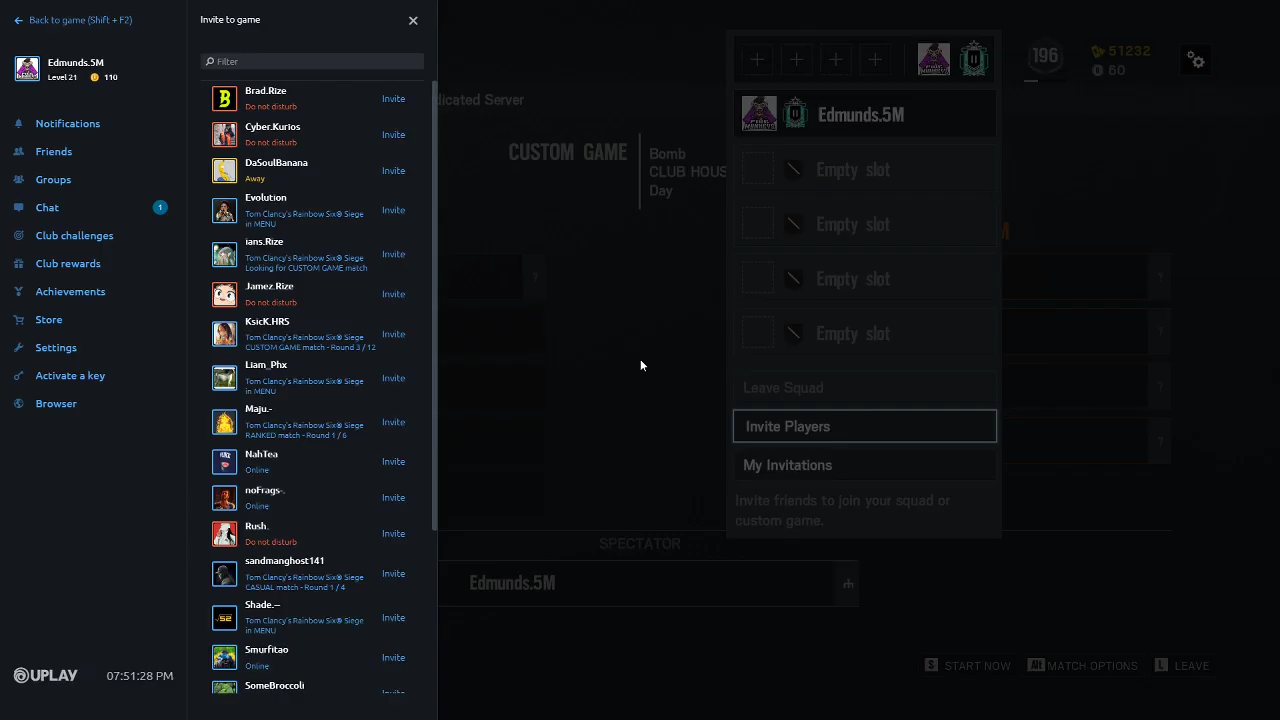 Back to game (Shift + F2)
Edmunds.5M
Level 21
110
Notifications
Friends
Groups
Chat
1
Club challenges
Club rewards
Achievements
Store
Settings
Activate a key
Browser
UPLAY
07:51:28 PM
Invite to game
Filter
Brad.Rize
Do not disturb
Invite
Cyber.Kurios
Do not disturb
Invite
DaSoulBanana
Away
Invite
Evolution
Tom Clancy's Rainbow Six® Siege
in MENU
Invite
ians.Rize
Tom Clancy's Rainbow Six® Siege
Looking for CUSTOM GAME match
Invite
Jamez.Rize
Do not disturb
Invite
KsicK.HRS
Tom Clancy's Rainbow Six® Siege
CUSTOM GAME match - Round 3 / 12
Invite
Liam_Phx
Tom Clancy's Rainbow Six® Siege
in MENU
Invite
Maju.-
Tom Clancy's Rainbow Six® Siege
RANKED match - Round 1 / 6
Invite
NahTea
Online
Invite
noFrags-.
Online
Invite
Rush.
Do not disturb
Invite
sandmanghost141
Tom Clancy's Rainbow Six® Siege
CASUAL match - Round 1 / 4
Invite
Shade.--
Tom Clancy's Rainbow Six® Siege
in MENU
Invite
Smurfitao
Online
Invite
SomeBroccoli
Invite
dicated Server
CUSTOM GAME
Bomb
CLUB HOUS
Day
Edmunds.5M
Empty slot
Empty slot
Empty slot
Empty slot
Leave Squad
Invite Players
My Invitations
Invite friends to join your squad or
custom game.
196
51232
60
M
?
?
?
?
SPECTATOR
Edmunds.5M
S START NOW
Alt MATCH OPTIONS
L LEAVE